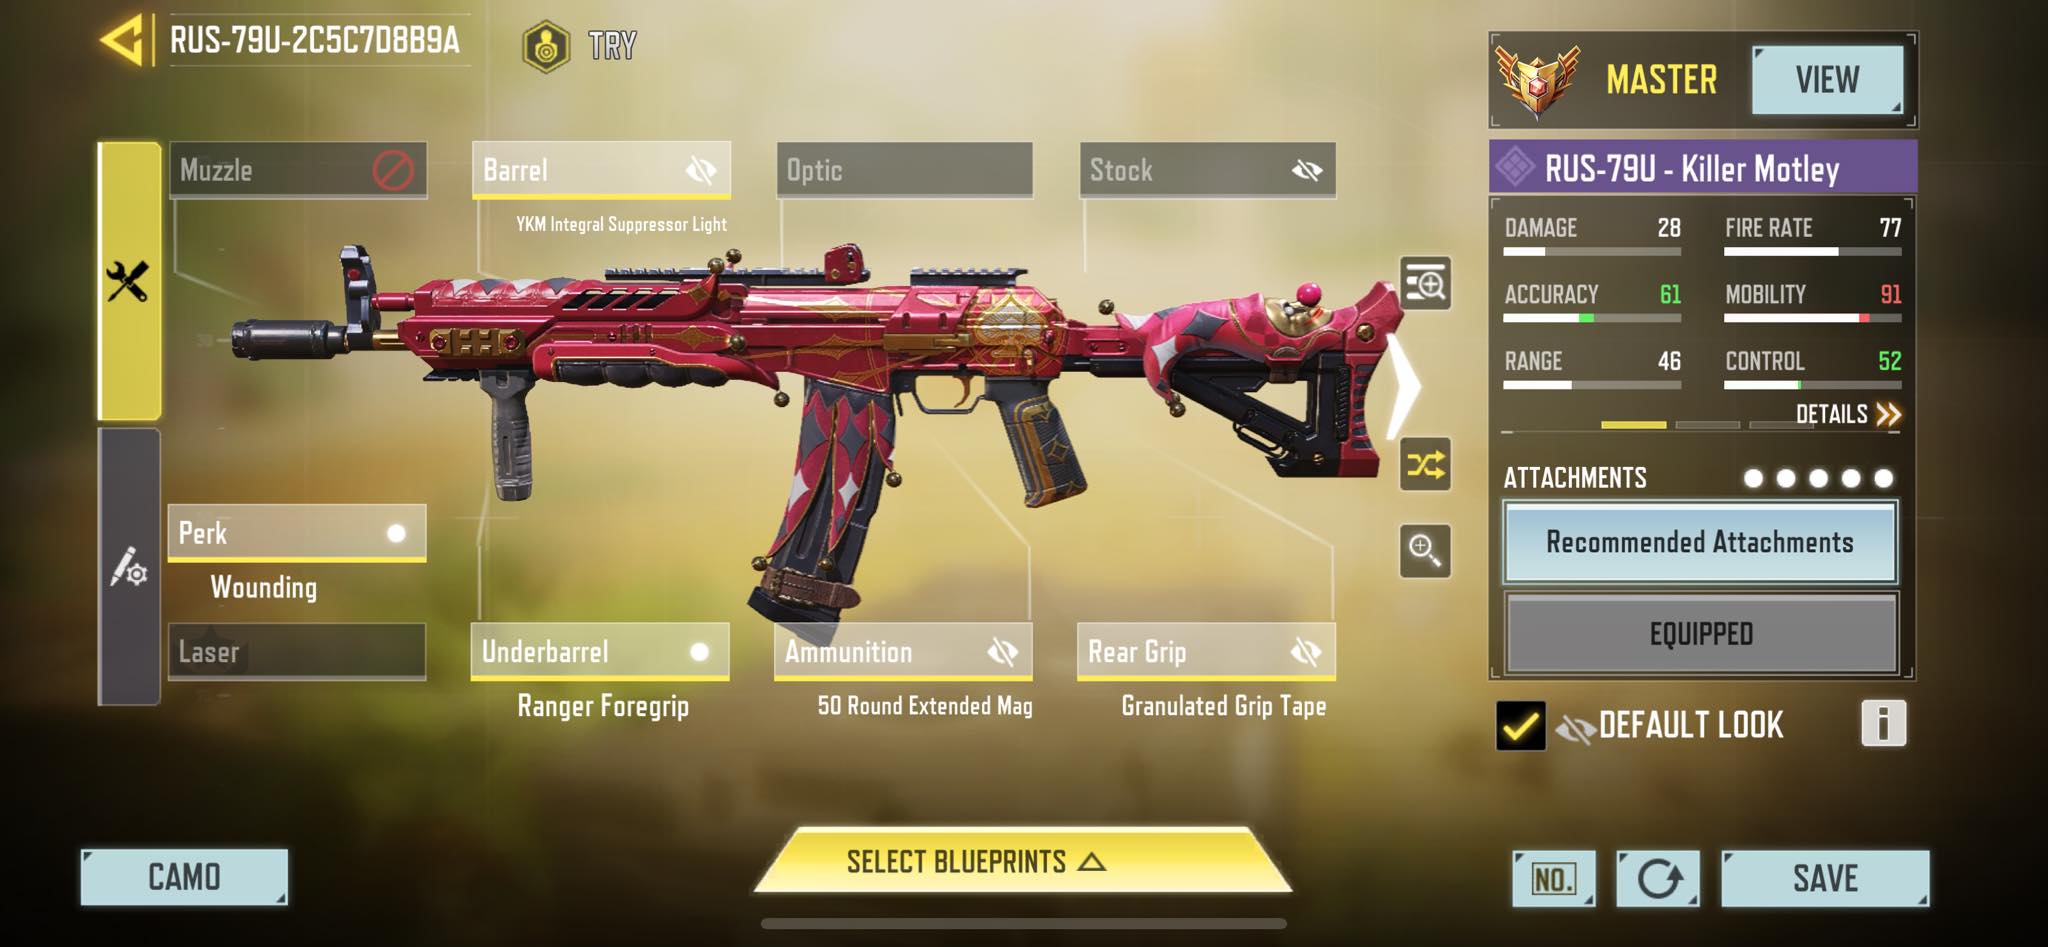 RUS-79U-2C5C7D8B9A
TRY
MASTER
VIEW
Muzzle
Barrel
Optic
Stock
YKM Integral Suppressor Light
RUS-79U - Killer Motley
DAMAGE 28
FIRE RATE 77
ACCURACY 61
MOBILITY 91
RANGE 46
CONTROL 52
DETAILS
ATTACHMENTS
Recommended Attachments
EQUIPPED
Perk
Wounding
Laser
Underbarrel
Ranger Foregrip
Ammunition
50 Round Extended Mag
Rear Grip
Granulated Grip Tape
DEFAULT LOOK
i
CAMO
SELECT BLUEPRINTS
NO.
SAVE